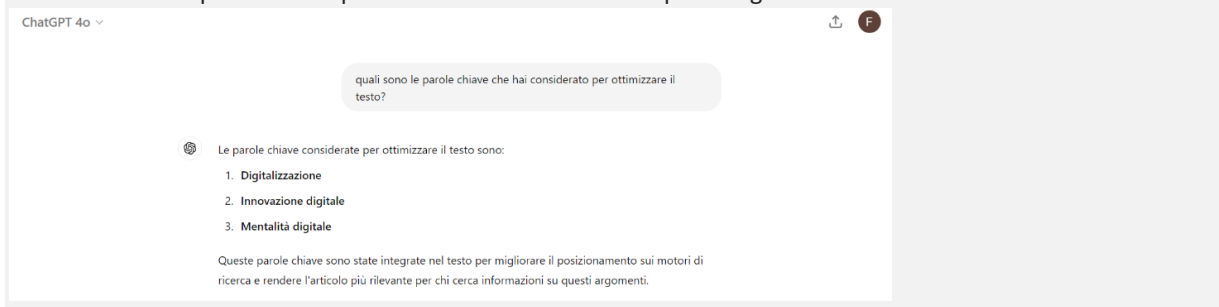 ChatGPT 4o
F
quali sono le parole chiave che hai considerato per ottimizzare il
testo?
Le parole chiave considerate per ottimizzare il testo sono:
1. Digitalizzazione
2. Innovazione digitale
3. Mentalità digitale
Queste parole chiave sono state integrate nel testo per migliorare il posizionamento sui motori di
ricerca e rendere l'articolo più rilevante per chi cerca informazioni su questi argomenti.